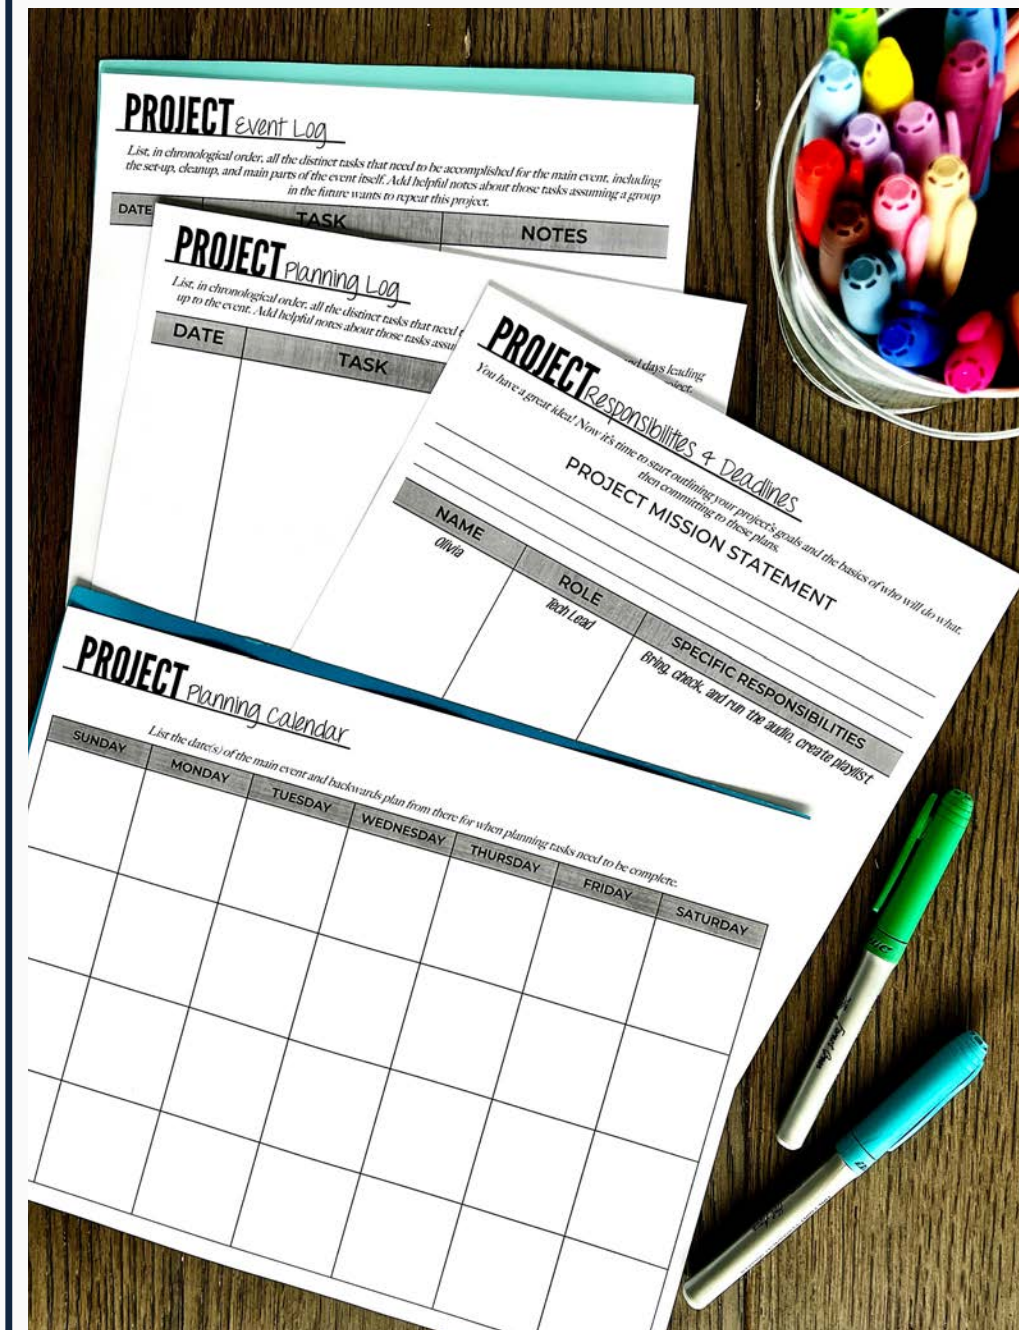 PROJECT Event Log
List, in chronological order, all the distinct tasks that need to be accomplished for the main event, including
the set-up, cleanup, and main parts of the event itself. Add helpful notes about those tasks assuming a group
in the future wants to repeat this project.
DATE TASK NOTES
PROJECT Planning Log
List, in chronological order, all the distinct tasks that need
and days leading
up to the event. Add helpful notes about those tasks
DATE TASK
PROJECT Responsibilities & Deadlines
You have a great idea! Now it's time to start outlining your project's goals and the basics of who will do what,
then committing to these plans.
PROJECT MISSION STATEMENT
NAME ROLE SPECIFIC RESPONSIBILITIES
Olivia Tech Lead Bring, check, and run the audio, create playlist
PROJECT Planning Calendar
List the date(s) of the main event and backwards plan from there for when planning tasks need to be complete.
SUNDAY MONDAY TUESDAY WEDNESDAY THURSDAY FRIDAY SATURDAY